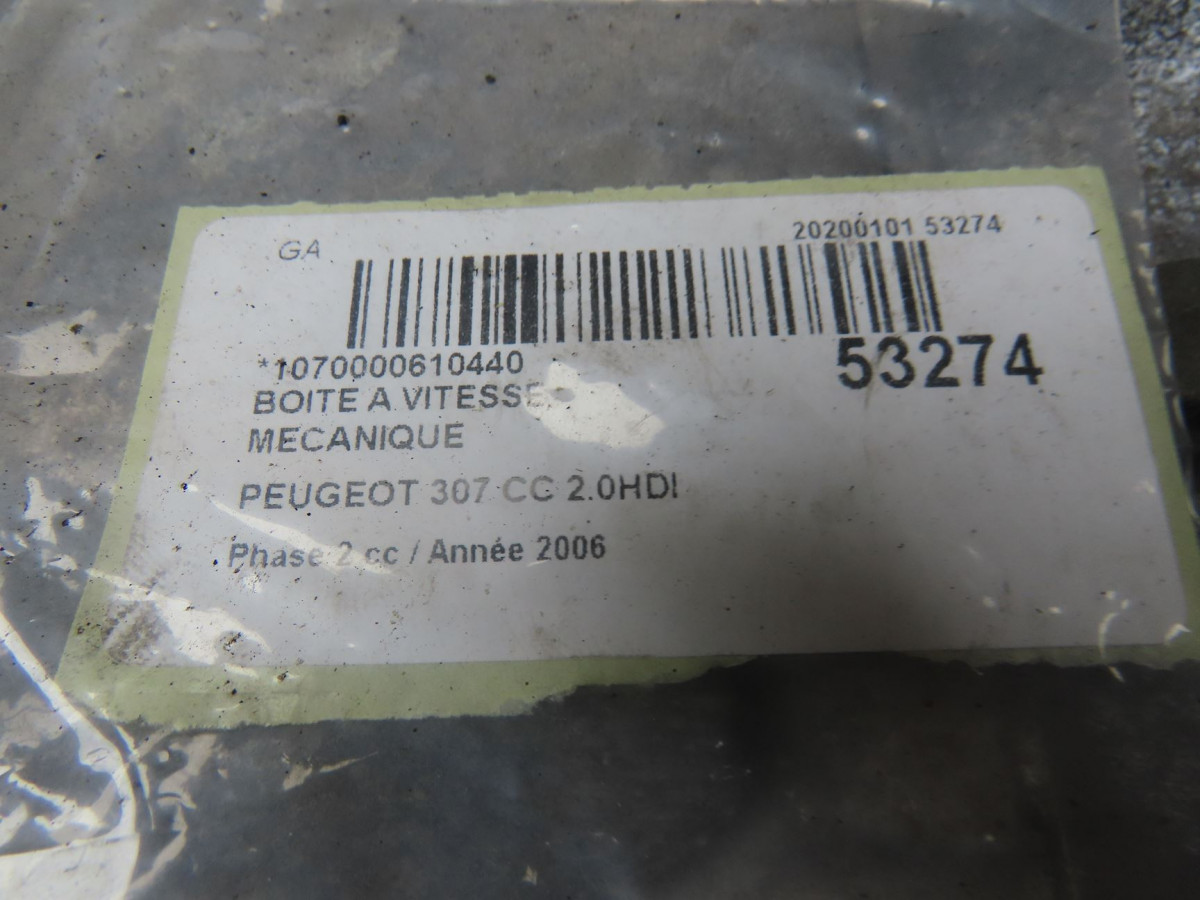 GA
20200101 53274
*1070000610440
53274
BOITE A VITESSE
MECANIQUE
PEUGEOT 307 CC 2.0HDI
Phase 2 cc / Année 2006